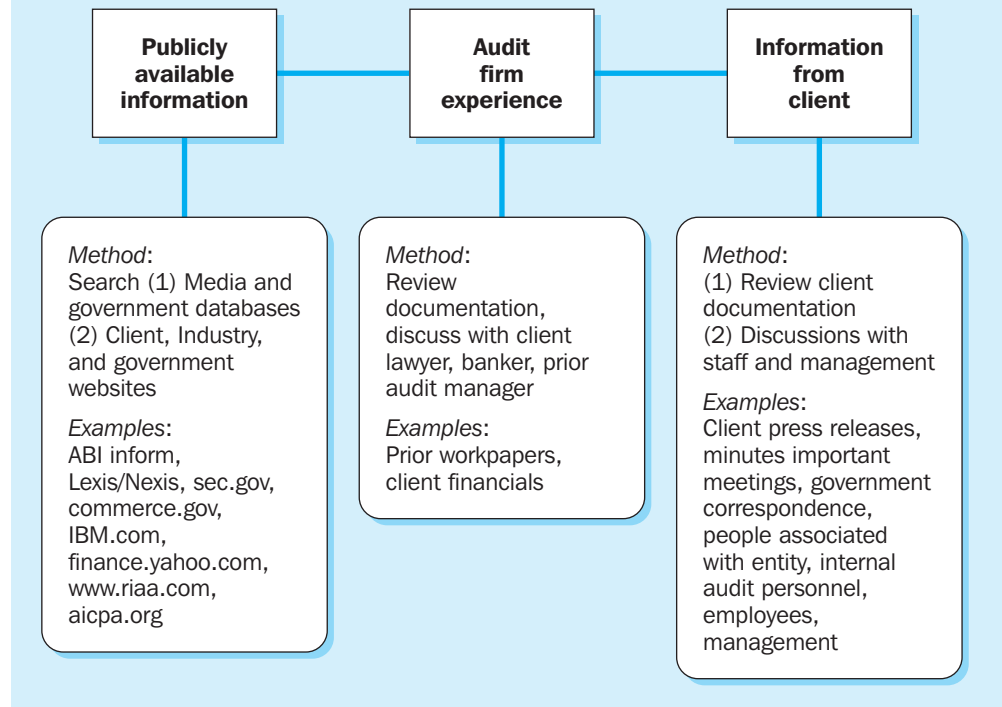 Publicly
available
information
Audit
firm
experience
Information
from
client
Method:
Search (1) Media and
government databases
(2) Client, Industry,
and government
websites
Examples:
ABI inform,
Lexis/Nexis, sec.gov,
commerce.gov,
IBM.com,
finance.yahoo.com,
www.riaa.com,
aicpa.org
Method:
Review
documentation,
discuss with client
lawyer, banker, prior
audit manager
Examples:
Prior workpapers,
client financials
Method:
(1) Review client
documentation
(2) Discussions with
staff and management
Examples:
Client press releases,
minutes important
meetings, government
correspondence,
people associated
with entity, internal
audit personnel,
employees,
management